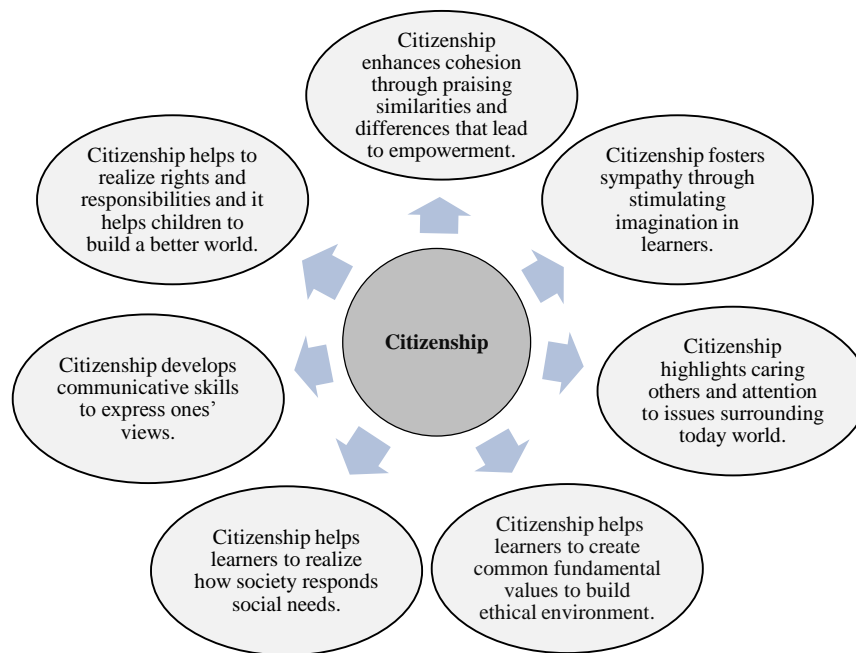 Citizenship
enhances cohesion
through praising
similarities and
differences that lead
to empowerment.
Citizenship fosters
sympathy through
stimulating
imagination in
learners.
Citizenship
highlights caring
others and attention
to issues surrounding
today world.
Citizenship helps
learners to create
common fundamental
values to build
ethical environment.
Citizenship helps
learners to realize
how society responds
social needs.
Citizenship develops
communicative skills
to express ones’
views.
Citizenship helps to
realize rights and
responsibilities and it
helps children to
build a better world.
Citizenship